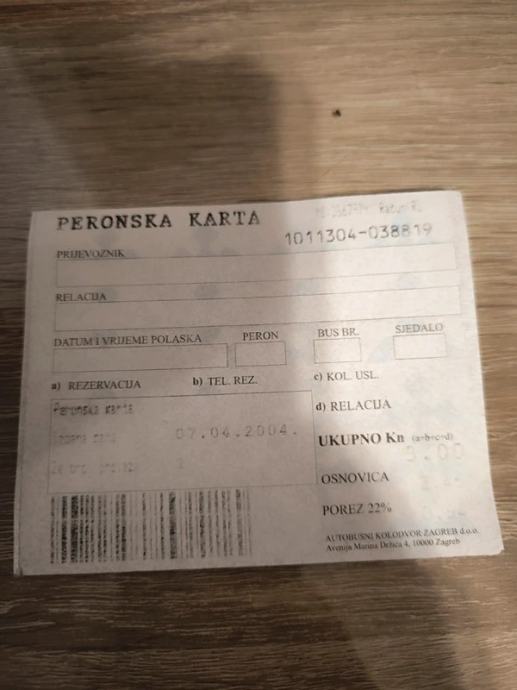 PERONSKA KARTA
1011304-038819
PRIJEVOZNIK
RELACIJA
DATUM I VRIJEME POLASKA PERON BUS BR. SJEDALO
a) REZERVACIJA b) TEL. REZ. c) KOL. USL.
Peronska karta
d) RELACIJA
07.04.2004.
UKUPNO Kn (a+b+c+d)
OSNOVICA
POREZ 22%
AUTOBUSNI KOLODVOR ZAGREB d.o.o.
Avenija Marina Držića 4, 10000 Zagreb